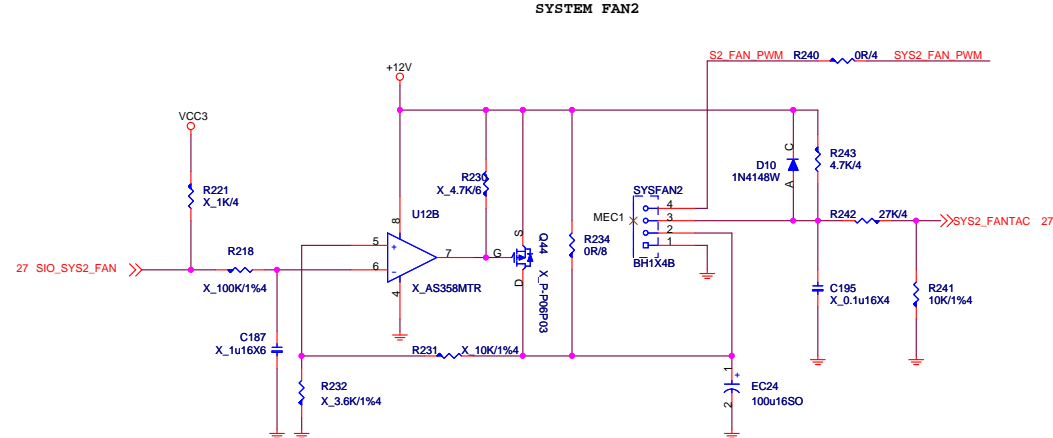 SYSTEM FAN2
S2_FAN_PWM R240 0R/4 SYS2_FAN_PWM
+12V
VCC3
R221
X_1K/4
R230
X_4.7K/6
U12B
8
5
+
6
-
7
4
X_AS358MTR
G
S
D
Q44 X_P-P06P03
R234
0R/8
SYSFAN2
MEC1
4
3
2
1
BH1X4B
D10
1N4148W
C
A
R243
4.7K/4
R242 27K/4
SYS2_FANTAC 27
27 SIO_SYS2_FAN
R218
X_100K/1%4
C187
X_1u16X6
R231 X_10K/1%4
R232
X_3.6K/1%4
C195
X_0.1u16X4
R241
10K/1%4
1
+
2
EC24
100u16SO